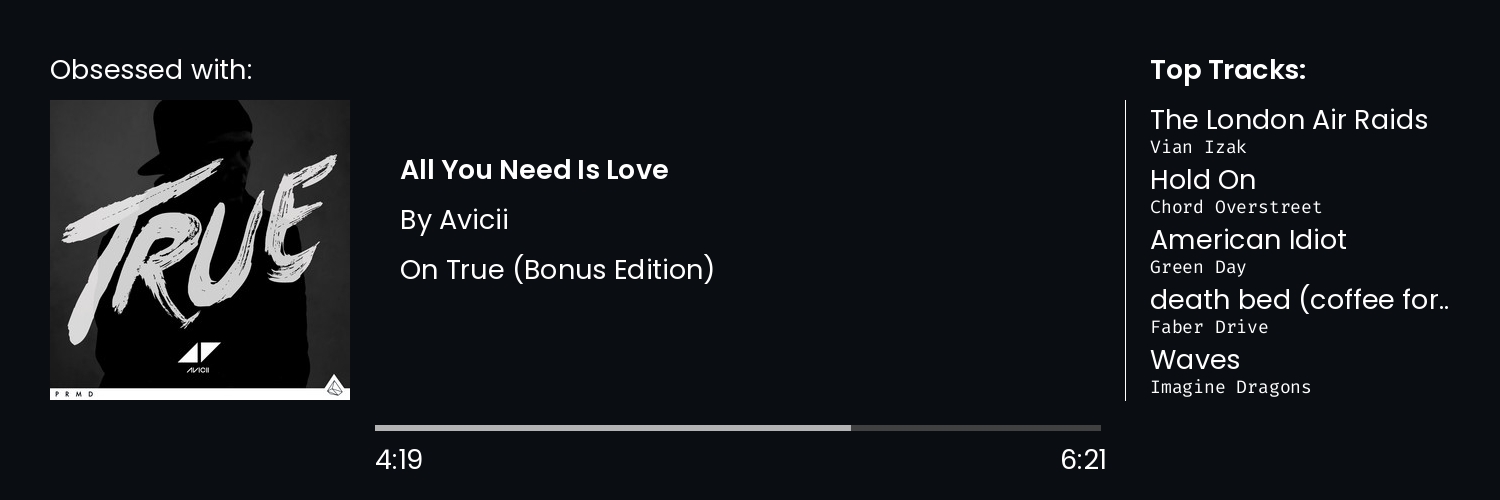 Obsessed with:
TRUE
AVICII
PRMD
All You Need Is Love
By Avicii
On True (Bonus Edition)
4:19
6:21
Top Tracks:
The London Air Raids
Vian Izak
Hold On
Chord Overstreet
American Idiot
Green Day
death bed (coffee for..
Faber Drive
Waves
Imagine Dragons